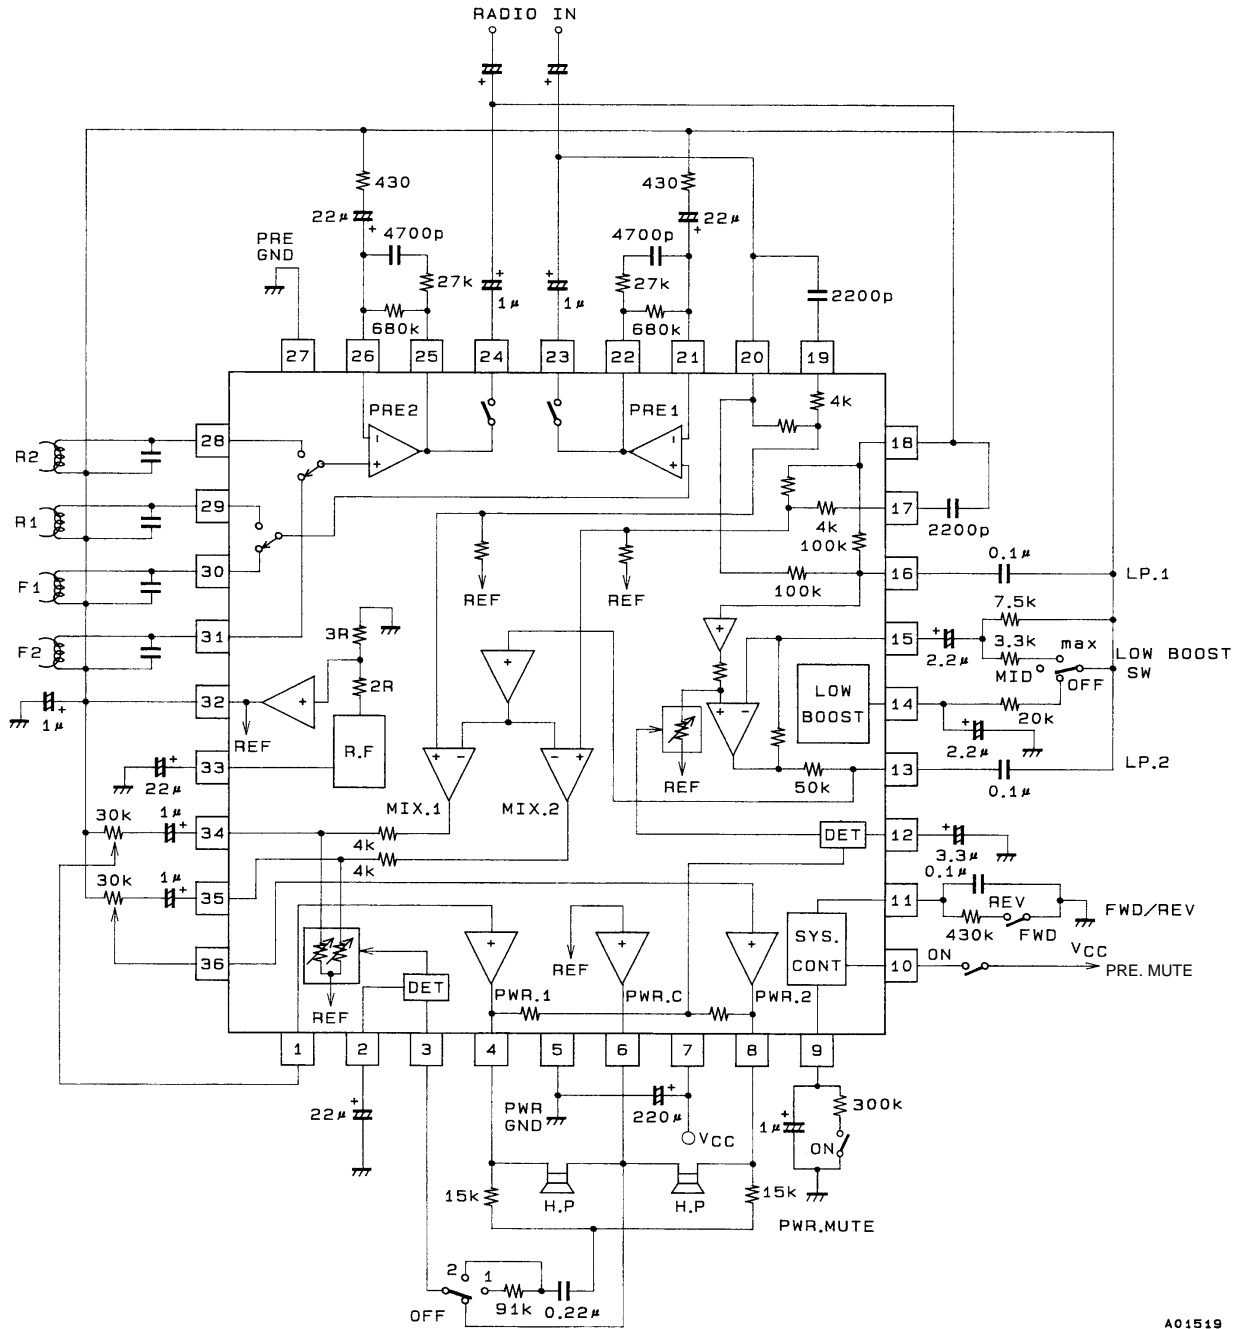 RADIO IN
+
+
430
430
22μ
+
22μ
+
4700p
4700p
PRE
GND
27k
+
1μ
+
1μ
27k
2200p
680k
680k
27
26
25
24
23
22
21
20
19
PRE2
PRE1
4k
-
+
28
18
R2
29
17
R1
4k
2200p
100k
30
16
0.1μ
LP.1
F1
REF
REF
100k
7.5k
31
3R
+
15
+
2.2μ
3.3k
max
LOW BOOST
SW
F2
+
MID
OFF
32
+
2R
LOW
BOOST
14
20k
1μ
+
REF
+ -
+
2.2μ
R.F
33
+ -
- +
13
LP.2
22μ
+
REF
50k
0.1μ
MIX.1
MIX.2
30k
1μ
+
34
4k
DET
12
+
3.3μ
4k
30k
1μ
+
35
0.1μ
11
REV
FWD/REV
430k
FWD
SYS.
CONT
+
+
+
36
REF
10
ON
VCC
PRE. MUTE
DET
PWR.1
PWR.C
PWR.2
REF
1
2
3
4
5
6
7
8
9
22μ
+
PWR
GND
220μ
+
VCC
+
1μ
300k
ON
15k
H.P
H.P
15k
PWR.MUTE
2
1
OFF
91k
0.22μ
A01519